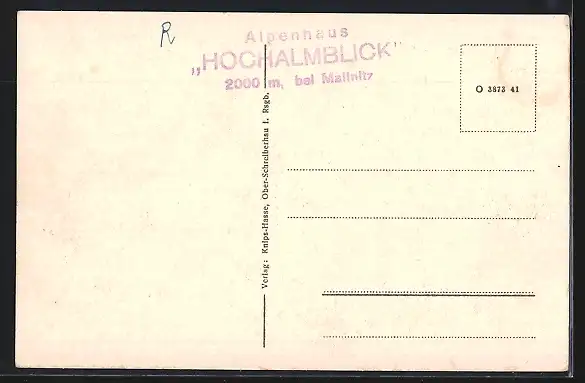 R
Alpenhaus
„HOCHALMBLICK"
2000 m, bei Mallnitz
O 3873 41
Verlag: Knips-Hasse, Ober-Schreiberhau i. Rsgb.